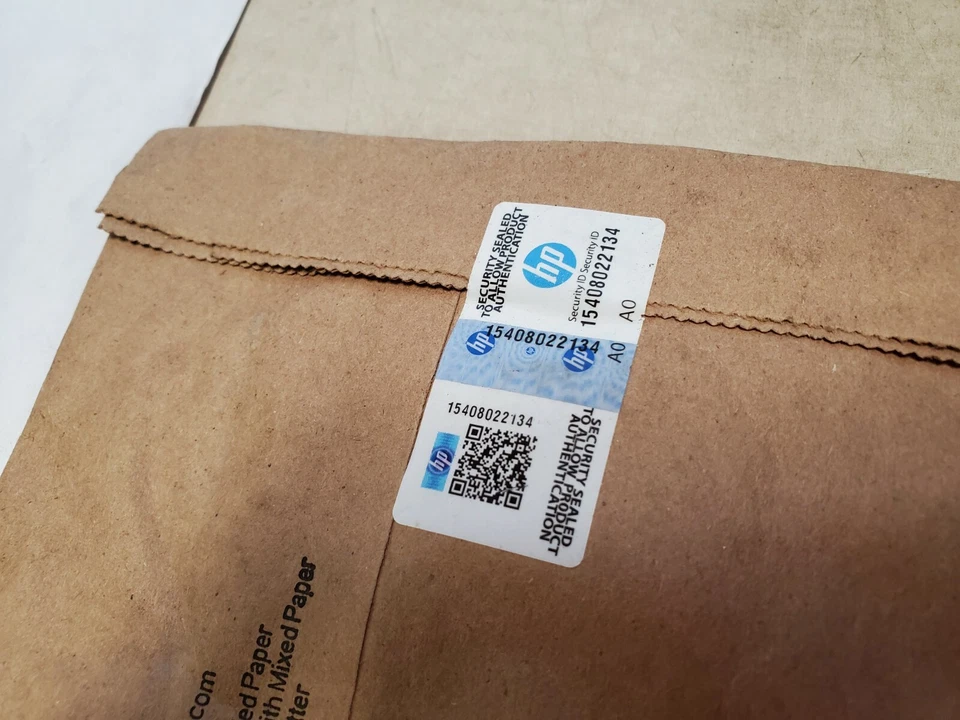 SECURITY SEALED
TO ALLOW PRODUCT
AUTHENTICATION
hp
Security ID Security ID
15408022134
A0
15408022134
hp
hp
A0
15408022134
hp
SECURITY SEALED
TO ALLOW PRODUCT
AUTHENTICATION
.com
ed Paper
ith Mixed Paper
tter